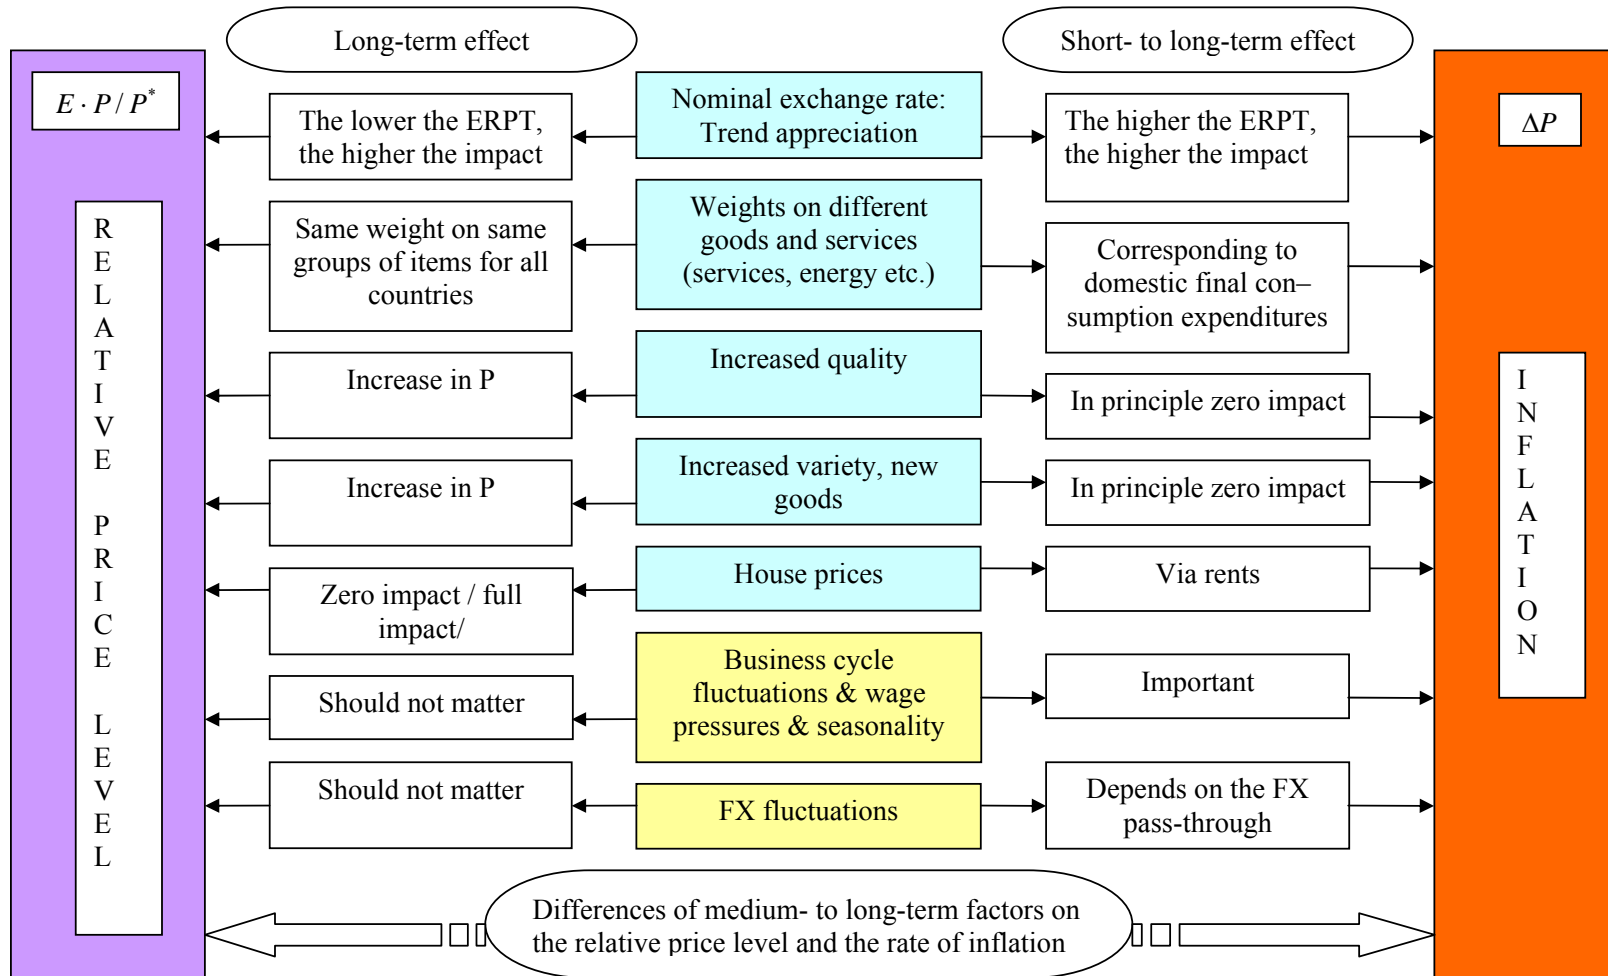 Long-term effect
Short- to long-term effect
E · P / P*
The lower the ERPT,
the higher the impact
Nominal exchange rate:
Trend appreciation
The higher the ERPT,
the higher the impact
ΔP
RELATIVE PRICE LEVEL
Same weight on same
groups of items for all
countries
Weights on different
goods and services
(services, energy etc.)
Corresponding to
domestic final con–
sumption expenditures
INFLATION
Increase in P
Increased quality
In principle zero impact
Increase in P
Increased variety, new
goods
In principle zero impact
Zero impact / full
impact/
House prices
Via rents
Should not matter
Business cycle
fluctuations & wage
pressures & seasonality
Important
Should not matter
FX fluctuations
Depends on the FX
pass-through
Differences of medium- to long-term factors on
the relative price level and the rate of inflation